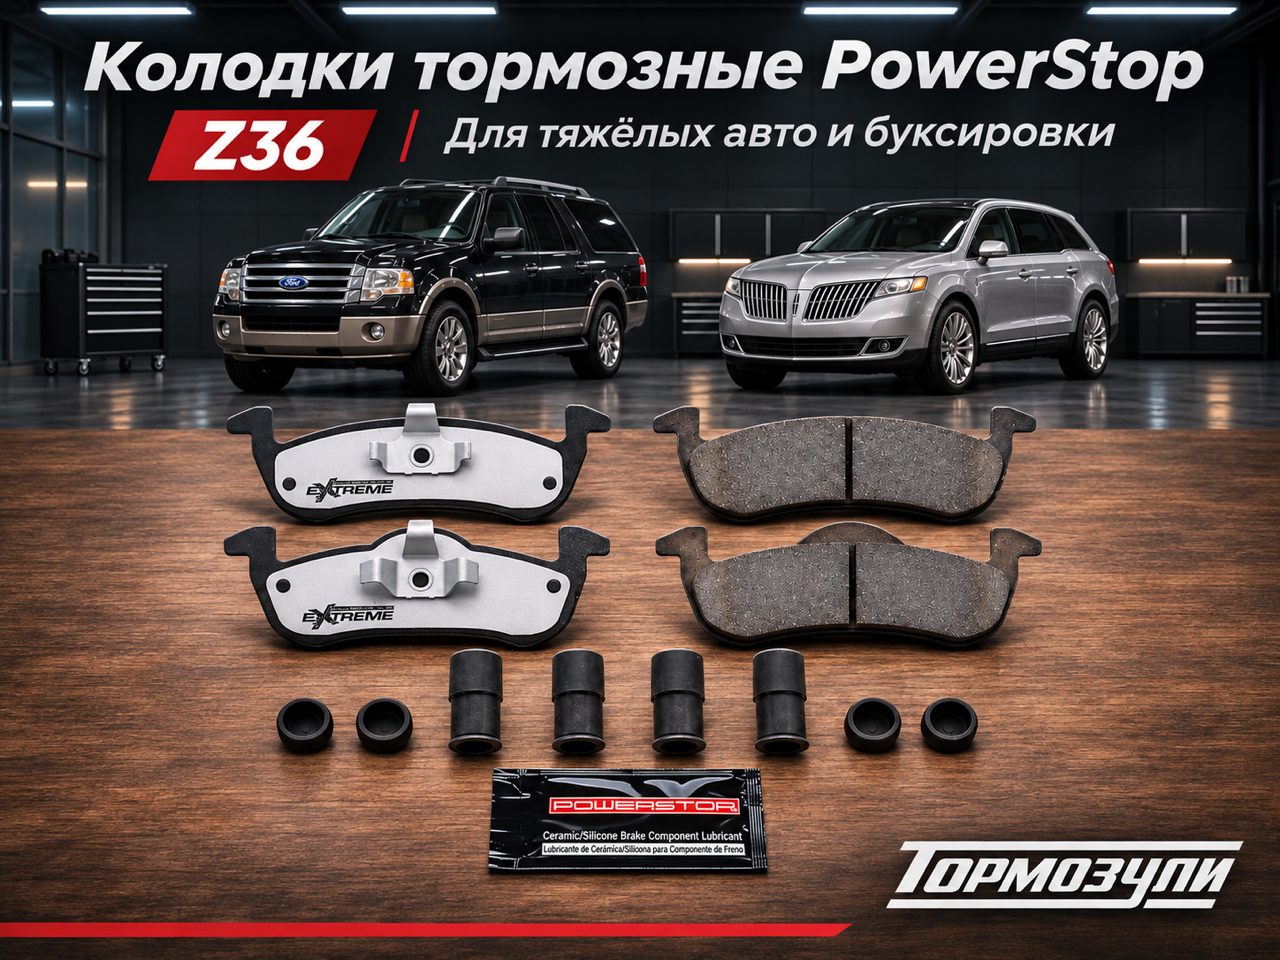 Колодки тормозные PowerStop
Z36
Для тяжёлых авто и буксировки
Ford
EXTREME
EXTREME
POWERSTOP
Ceramic/Silicone Brake Component Lubricant
Lubricante de Cerámica/Silicona para Componente de Freno
ТОРМОЗУЛИ